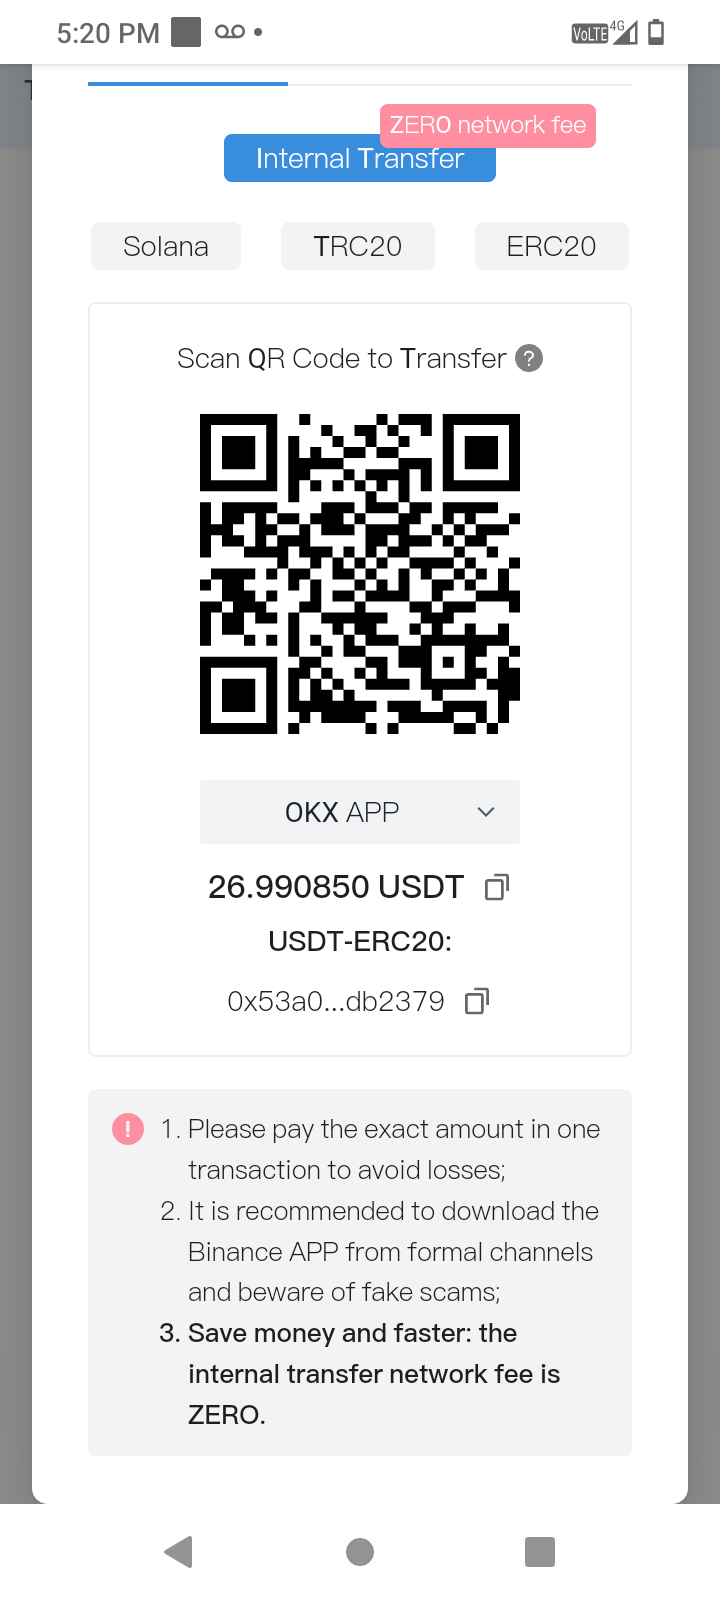 5:20 PM
VoLTE 4G
ZERO network fee
Internal Transfer
Solana
TRC20
ERC20
Scan QR Code to Transfer ?
OKX APP
26.990850 USDT
USDT-ERC20:
0x53a0...db2379
! 1. Please pay the exact amount in one
transaction to avoid losses;
2. It is recommended to download the
Binance APP from formal channels
and beware of fake scams;
3. Save money and faster: the
internal transfer network fee is
ZERO.